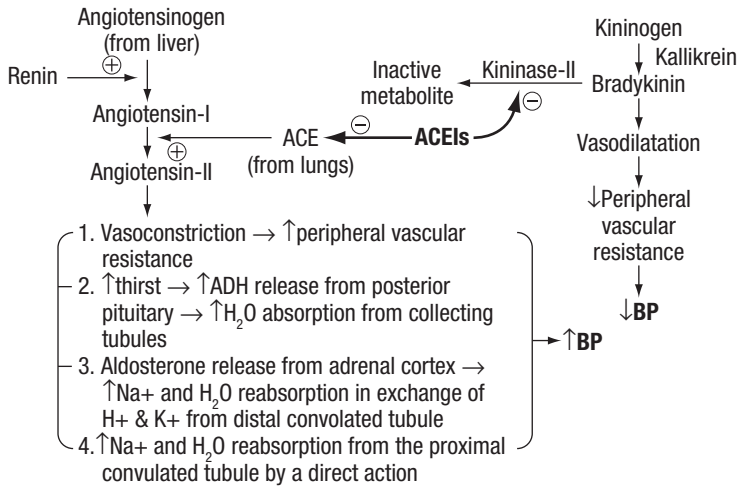 Angiotensinogen
(from liver)
Renin
⊕
Angiotensin-I
⊕
Angiotensin-II
ACE
(from lungs)
⊖
ACEIs
⊖
Inactive
metabolite
Kininase-II
Kininogen
Kallikrein
Bradykinin
Vasodilatation
↓Peripheral
vascular
resistance
↓BP
1. Vasoconstriction → ↑peripheral vascular
resistance
2. ↑thirst → ↑ADH release from posterior
pituitary → ↑H₂O absorption from collecting
tubules
3. Aldosterone release from adrenal cortex →
↑Na+ and H₂O reabsorption in exchange of
H+ & K+ from distal convolated tubule
4.↑Na+ and H₂O reabsorption from the proximal
convulated tubule by a direct action
↑BP